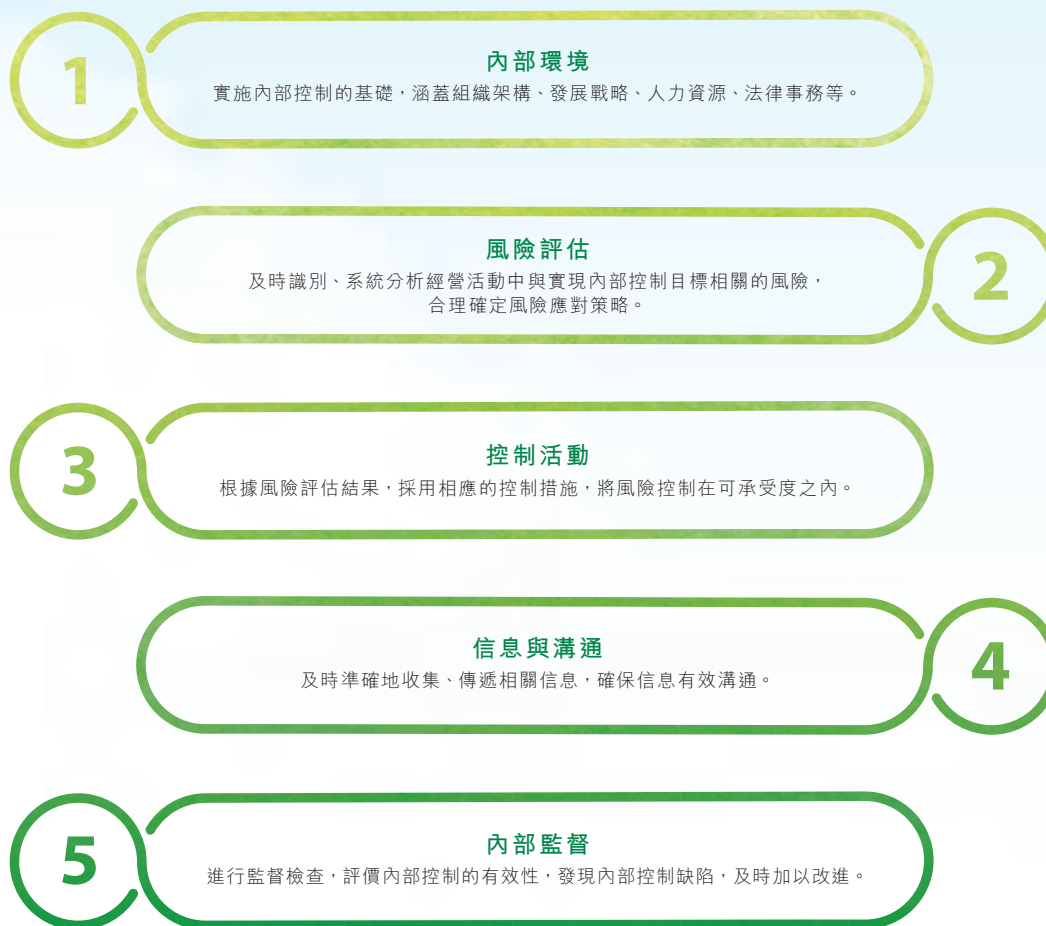 1
內部環境
實施內部控制的基礎，涵蓋組織架構、發展戰略、人力資源、法律事務等。
風險評估
及時識別、系統分析經營活動中與實現內部控制目標相關的風險，
合理確定風險應對策略。
2
3
控制活動
根據風險評估結果，採用相應的控制措施，將風險控制在可承受度之內。
信息與溝通
及時準確地收集、傳遞相關信息，確保信息有效溝通。
4
5
內部監督
進行監督檢查，評價內部控制的有效性，發現內部控制缺陷，及時加以改進。